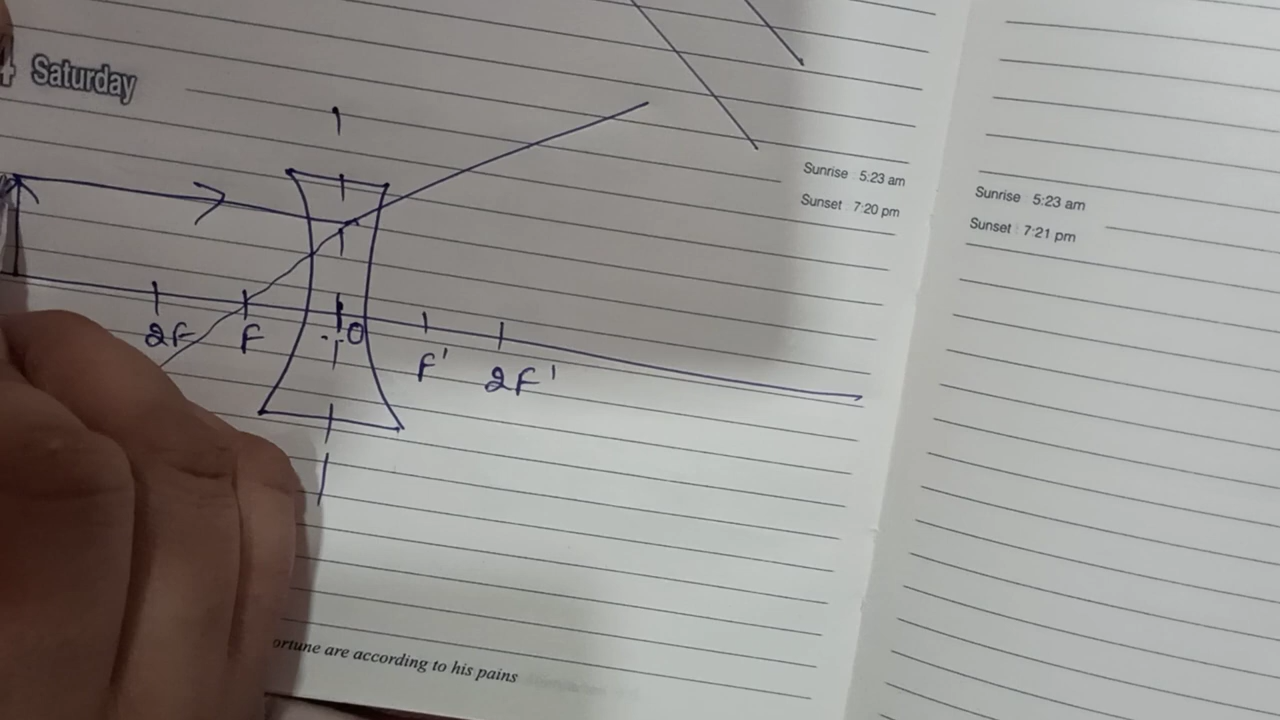 4 Saturday
Sunrise 5:23 am
Sunset 7:20 pm
Sunrise 5:23 am
Sunset 7:21 pm
2F F O F' 2F'
ortune are according to his pains